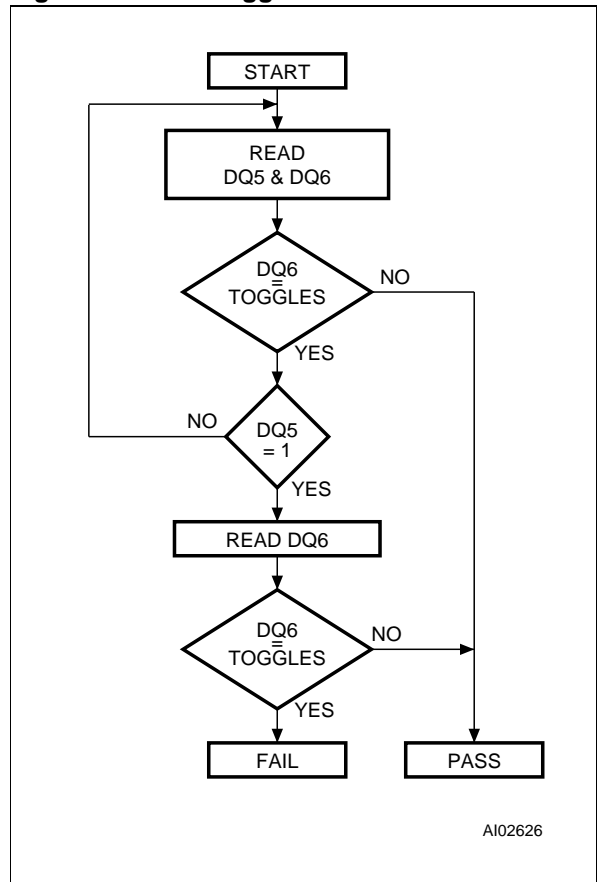 START
READ
DQ5 & DQ6
DQ6
=
TOGGLES
NO
YES
NO
DQ5
= 1
YES
READ DQ6
DQ6
=
TOGGLES
NO
YES
FAIL
PASS
AI02626